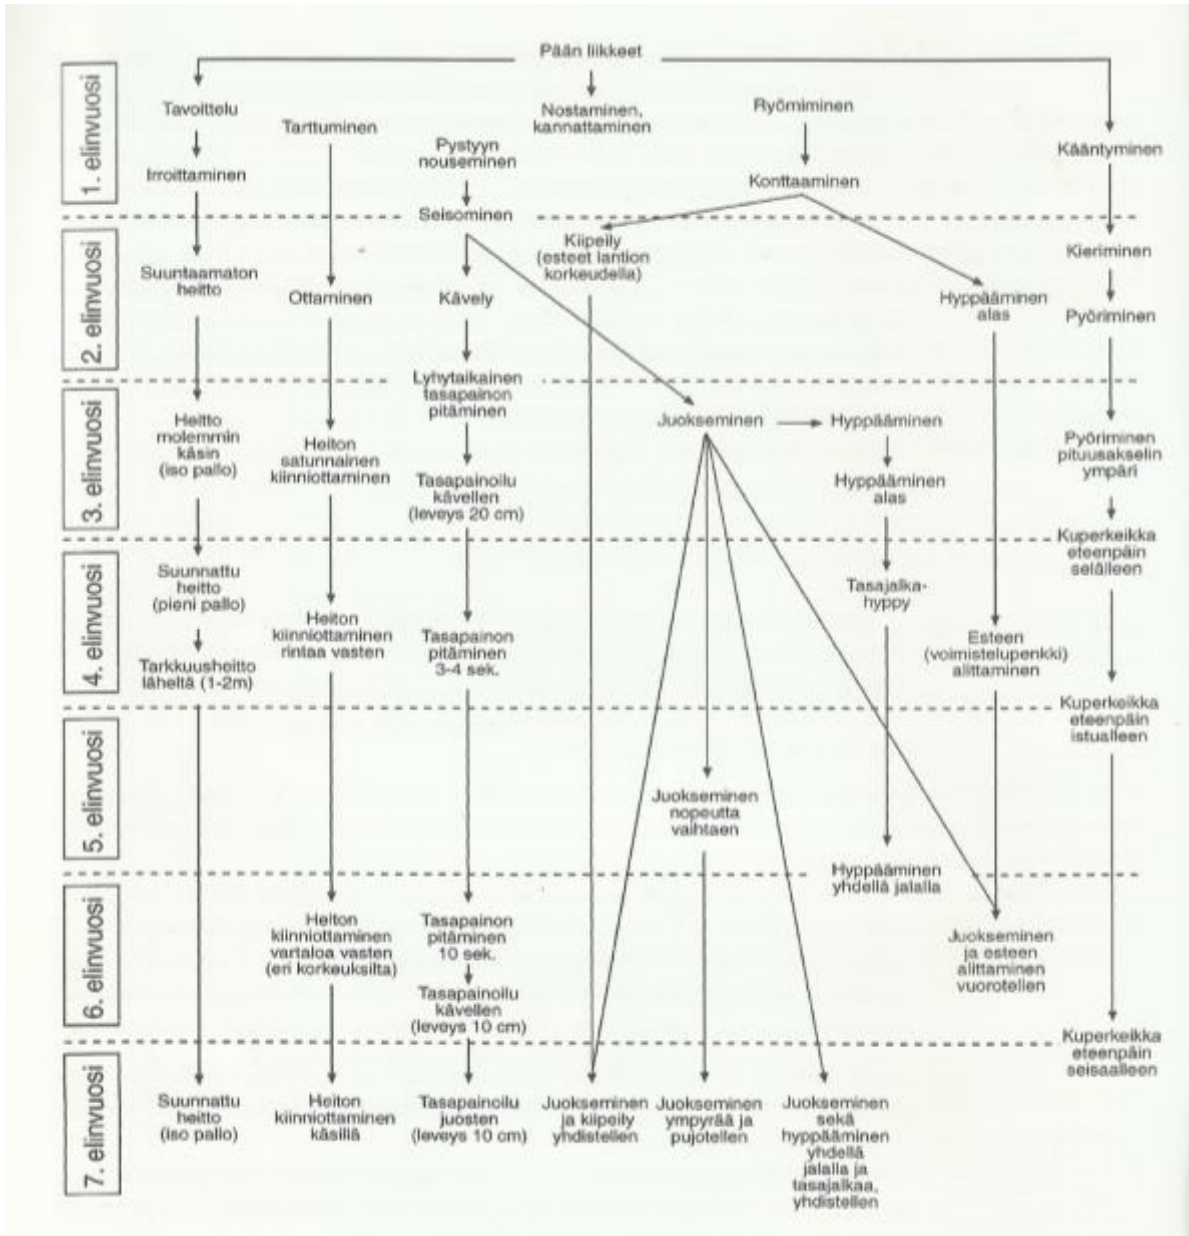 Pään liikkeet
1. elinvuosi
Tavoittelu
Irroittaminen
Tarttuminen
Pystyyn
nouseminen
Seisominen
Nostaminen,
kannattaminen
Ryömiminen
Konttaaminen
Kääntyminen
2. elinvuosi
Suuntaamaton
heitto
Ottaminen
Kävely
Lyhytaikainen
tasapainon
pitäminen
Kiipeily
(esteet lantion
korkeudella)
Hyppääminen
alas
Kieriminen
Pyöriminen
3. elinvuosi
Heitto
molemmin
käsin
(iso pallo)
Heiton
satunnainen
kiinniottaminen
Tasapainoilu
kävellen
(leveys 20 cm)
Juokseminen
Hyppääminen
Hyppääminen
alas
Pyöriminen
pituusakselin
ympäri
Kuperkeikka
eteenpäin
selälleen
4. elinvuosi
Suunnattu
heitto
(pieni pallo)
Tarkkuusheitto
läheltä (1-2m)
Heiton
kiinniottaminen
rintaa vasten
Tasapainon
pitäminen
3-4 sek.
Tasajalka-
hyppy
Esteen
(voimistelupenkki)
alittaminen
Kuperkeikka
eteenpäin
istualleen
5. elinvuosi
Juokseminen
nopeutta
vaihtaen
Hyppääminen
yhdellä jalalla
6. elinvuosi
Heiton
kiinniottaminen
vartaloa vasten
(eri korkeuksilta)
Tasapainon
pitäminen
10 sek.
Tasapainoilu
kävellen
(leveys 10 cm)
Juokseminen
ja esteen
alittaminen
vuorotellen
Kuperkeikka
eteenpäin
seisaalleen
7. elinvuosi
Suunnattu
heitto
(iso pallo)
Heiton
kiinniottaminen
käsillä
Tasapainoilu
juosten
(leveys 10 cm)
Juokseminen
ja kiipeily
yhdistellen
Juokseminen
ympyrää ja
pujotellen
Juokseminen
sekä
hyppääminen
yhdellä
jalalla ja
tasajalkaa,
yhdistellen